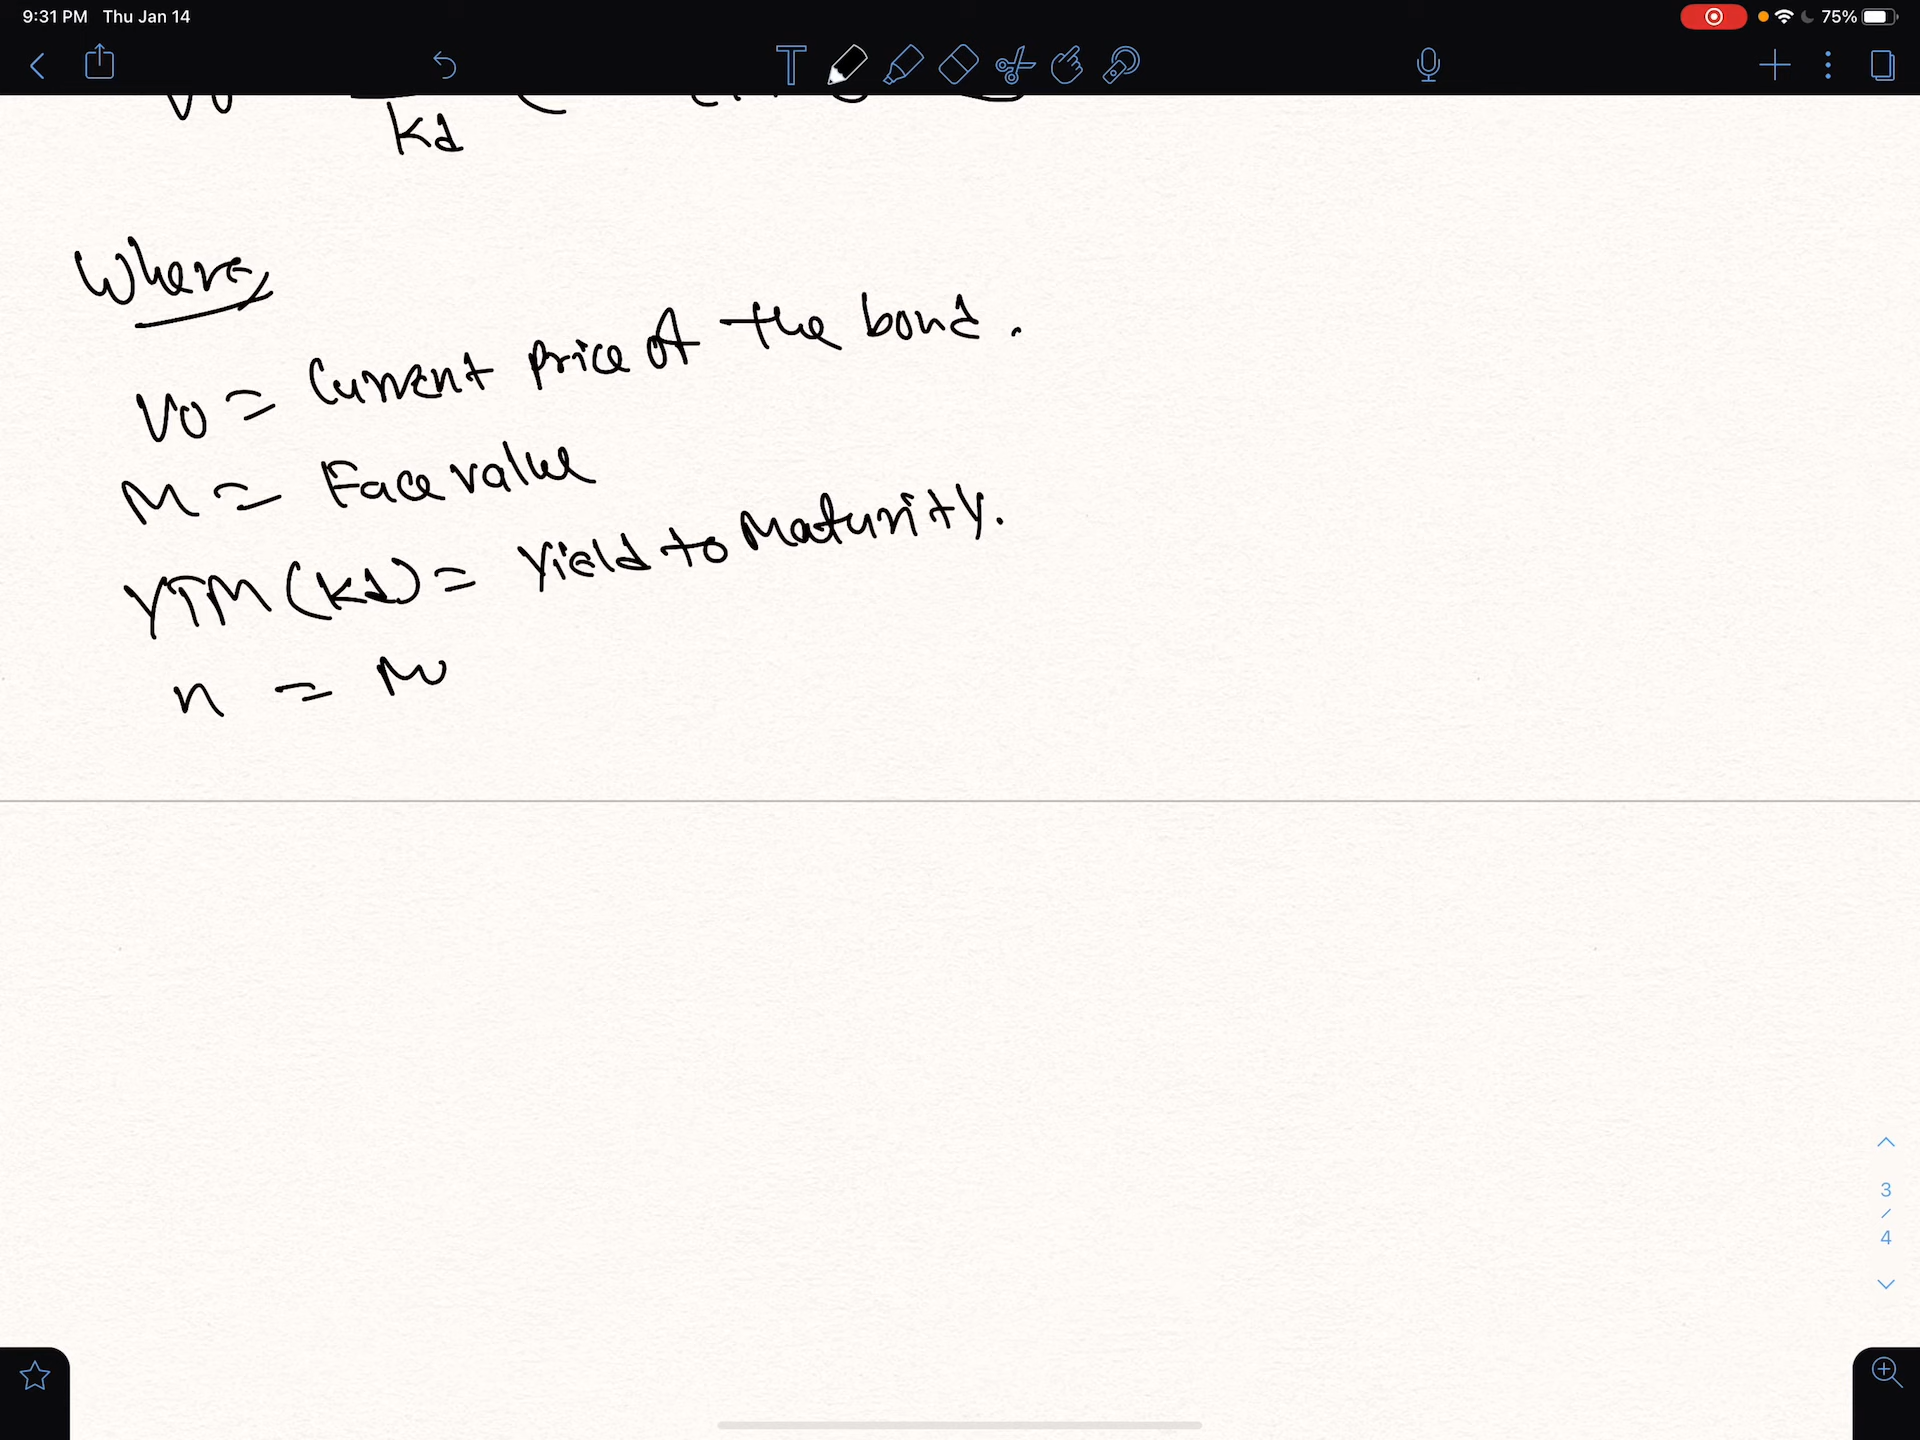 9:31 PM Thu Jan 14
75%
kd
Where,
V0 = Current price of the bond.
M = Face value
YTM (kd) = Yield to Maturity.
n =
3
/
4